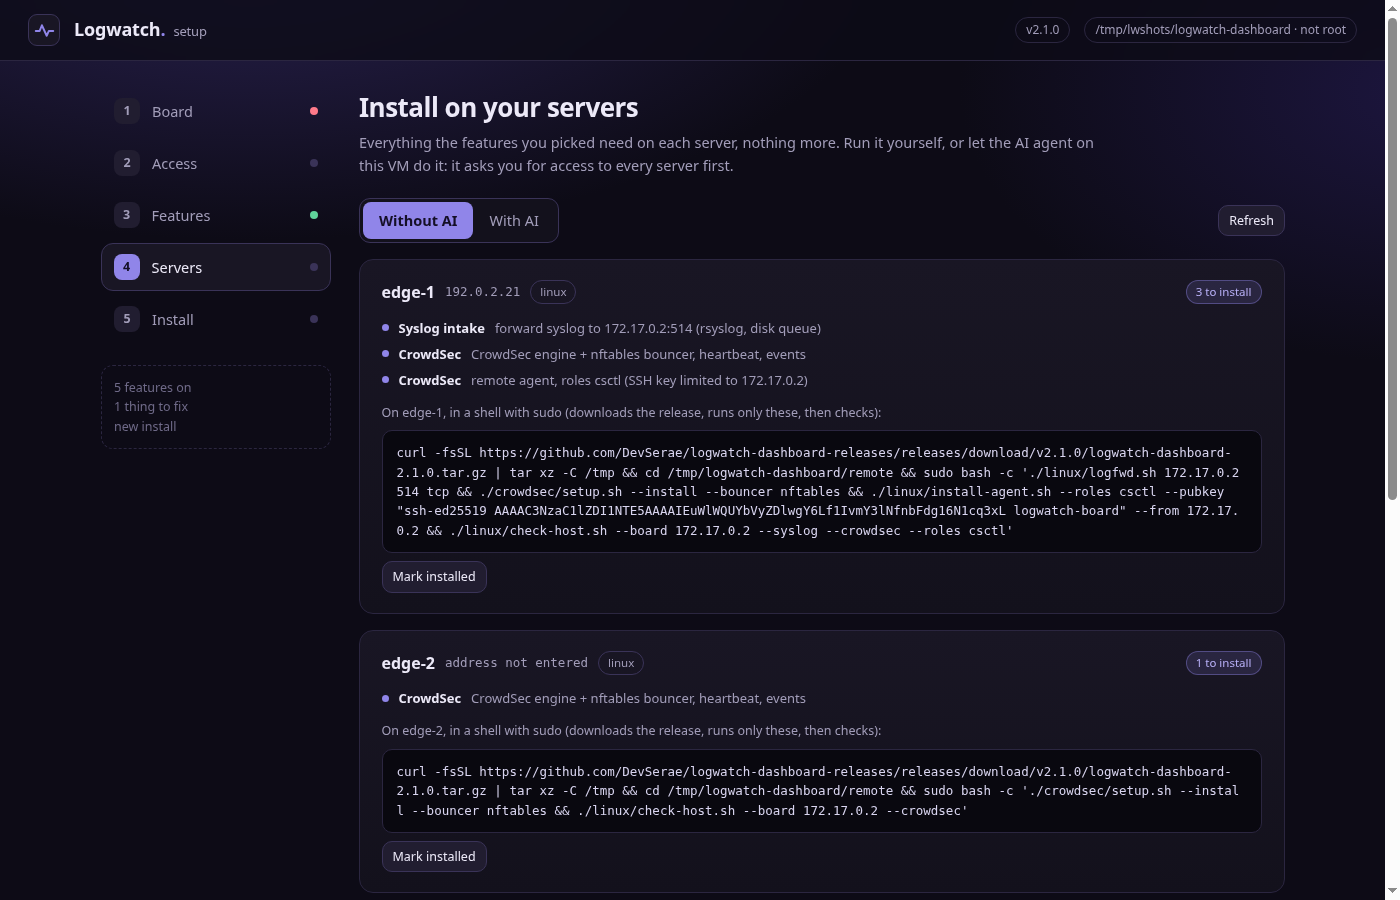 Logwatch. setup
v2.1.0
/tmp/lwshots/logwatch-dashboard · not root
1 Board
2 Access
3 Features
4 Servers
5 Install
5 features on
1 thing to fix
new install
Install on your servers
Everything the features you picked need on each server, nothing more. Run it yourself, or let the AI agent on
this VM do it: it asks you for access to every server first.
Without AI
With AI
Refresh
edge-1 192.0.2.21 linux
3 to install
Syslog intake forward syslog to 172.17.0.2:514 (rsyslog, disk queue)
CrowdSec CrowdSec engine + nftables bouncer, heartbeat, events
CrowdSec remote agent, roles csctl (SSH key limited to 172.17.0.2)
On edge-1, in a shell with sudo (downloads the release, runs only these, then checks):
curl -fsSL https://github.com/DevSerae/logwatch-dashboard-releases/releases/download/v2.1.0/logwatch-dashboard-
2.1.0.tar.gz | tar xz -C /tmp && cd /tmp/logwatch-dashboard/remote && sudo bash -c './linux/logfwd.sh 172.17.0.2
514 tcp && ./crowdsec/setup.sh --install --bouncer nftables && ./linux/install-agent.sh --roles csctl --pubkey
"ssh-ed25519 AAAAC3NzaC1lZDI1NTE5AAAAIEuWlWQUYbVyZDlwgY6Lf1IvmY3lNfnbFdg16N1cq3xL logwatch-board" --from 172.17.
0.2 && ./linux/check-host.sh --board 172.17.0.2 --syslog --crowdsec --roles csctl'
Mark installed
edge-2 address not entered linux
1 to install
CrowdSec CrowdSec engine + nftables bouncer, heartbeat, events
On edge-2, in a shell with sudo (downloads the release, runs only these, then checks):
curl -fsSL https://github.com/DevSerae/logwatch-dashboard-releases/releases/download/v2.1.0/logwatch-dashboard-
2.1.0.tar.gz | tar xz -C /tmp && cd /tmp/logwatch-dashboard/remote && sudo bash -c './crowdsec/setup.sh --instal
l --bouncer nftables && ./linux/check-host.sh --board 172.17.0.2 --crowdsec'
Mark installed